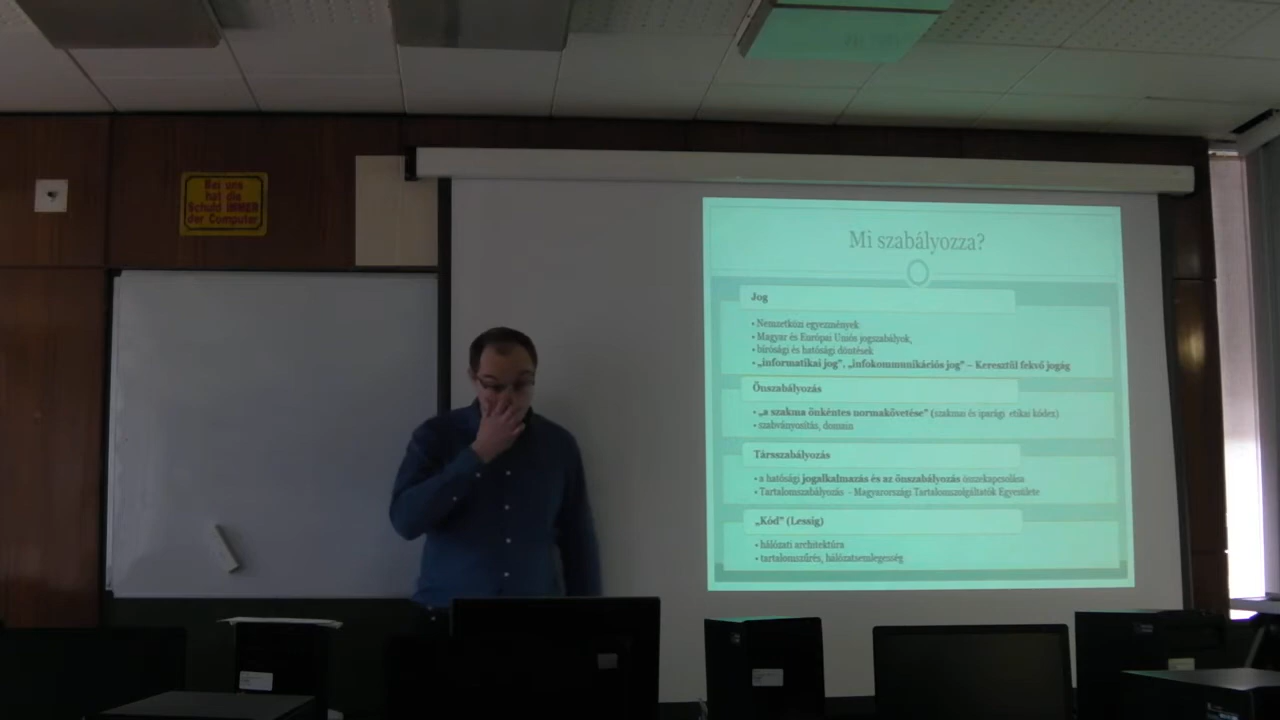 Bei uns
hat die
Schuld IMMER
der Computer
Mi szabályozza?
Jog
• Nemzetközi egyezmények
• Magyar és Európai Uniós jogszabályok,
• bírósági és hatósági döntések
• „informatikai jog”, „infokommunikációs jog” – Keresztől fekvő jogág
Önszabályozás
• „a szakma önkéntes normakövetése” (szakmai és iparági etikai kódex)
• szabványosítás, domain
Társszabályozás
• a hatósági jogalkalmazás és az önszabályozás összekapcsolása
• Tartalomszabályozás – Magyarországi Tartalomszolgáltatók Egyesülete
„Kód” (Lessig)
• hálózati architektúra
• tartalomszűrés, hálózatsemlegesség